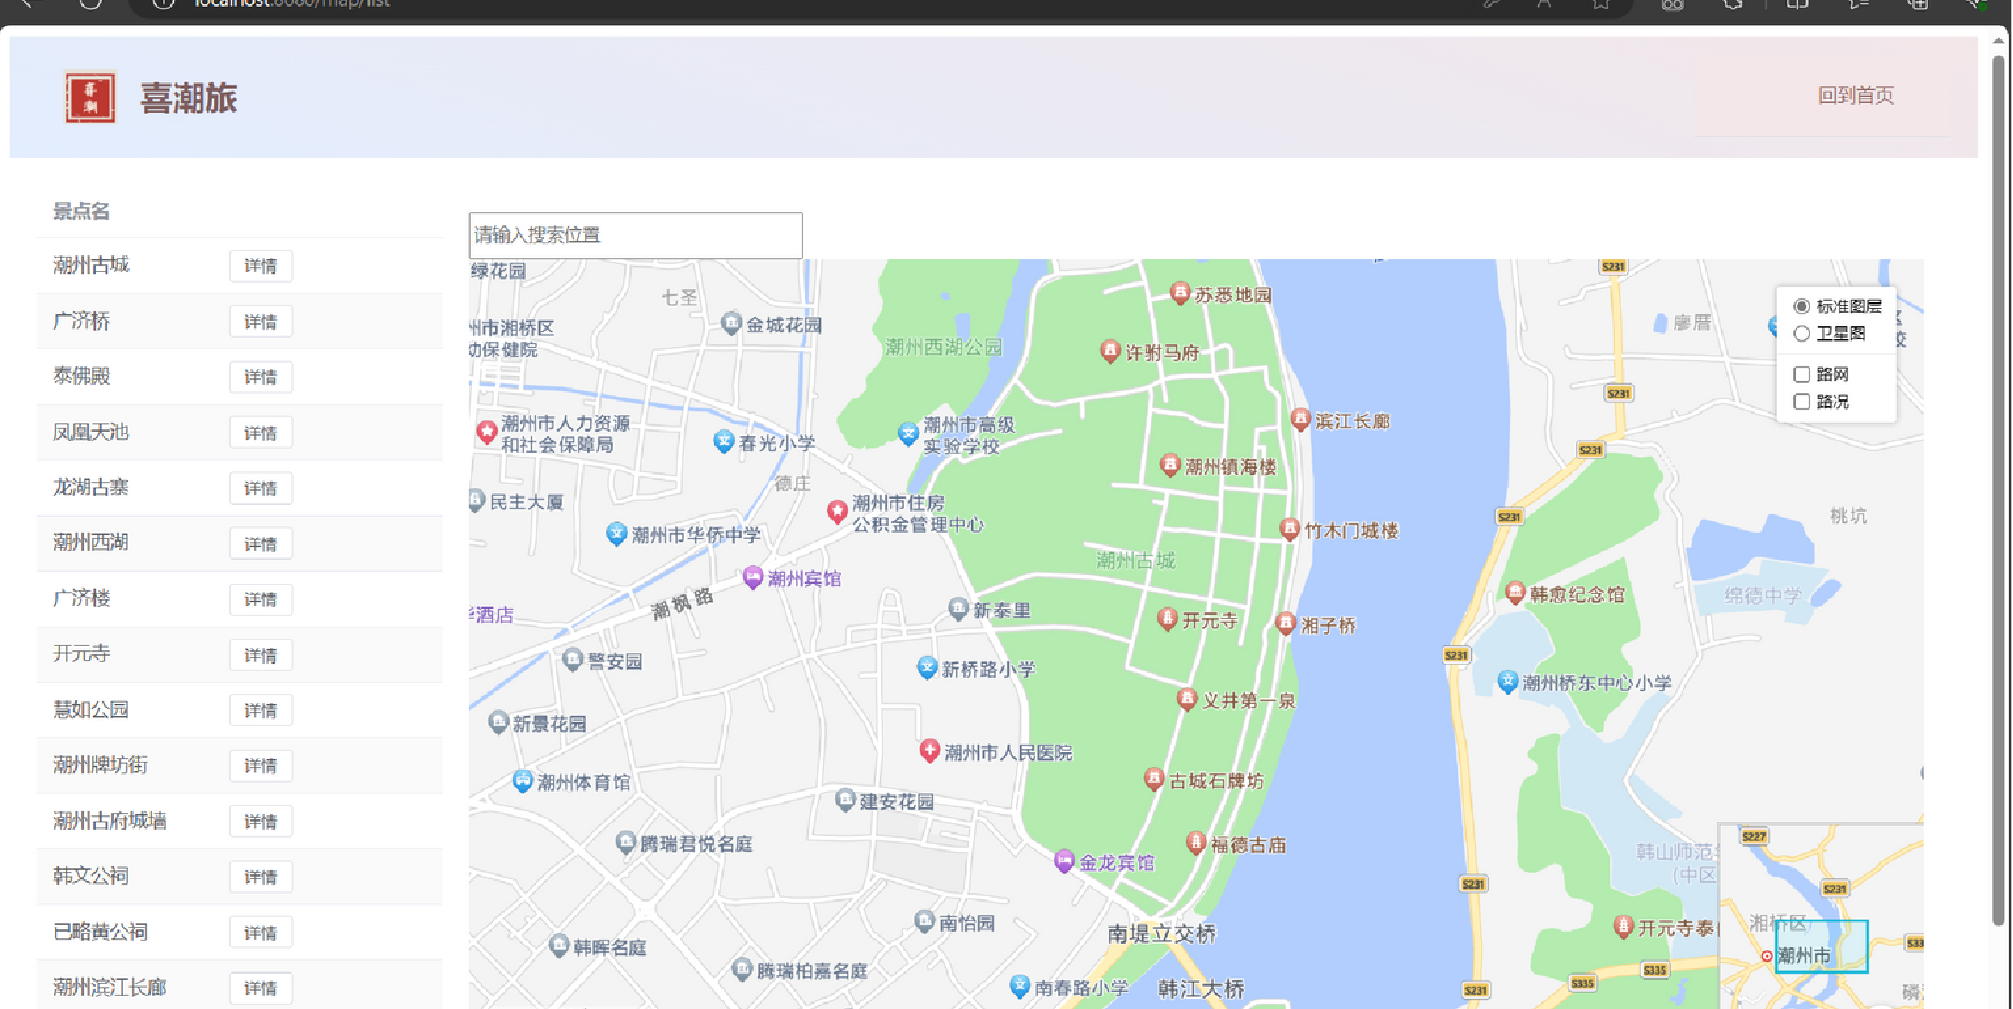 localhost:8080/map/list
喜潮
喜潮旅
回到首页
景点名
潮州古城 详情
广济桥 详情
泰佛殿 详情
凤凰天池 详情
龙湖古寨 详情
潮州西湖 详情
广济楼 详情
开元寺 详情
慧如公园 详情
潮州牌坊街 详情
潮州古府城墙 详情
韩文公祠 详情
已略黄公祠 详情
潮州滨江长廊 详情
请输入搜索位置
绿花园
七圣
金城花园
州市湘桥区
幼保健院
潮州西湖公园
苏悉地园
许驸马府
S231
廖厝
标准图层
卫星图
路网
路况
校
S231
潮州市人力资源
和社会保障局
春光小学
潮州市高级
实验学校
滨江长廊
S231
潮州镇海楼
德庄
民主大厦
潮州市住房
公积金管理中心
潮州市华侨中学
竹木门城楼
S231
桃坑
潮州古城
潮州宾馆
潮枫路
韩愈纪念馆
绵德中学
酒店
新泰里
开元寺
湘子桥
S231
警安园
新桥路小学
潮州桥东中心小学
义井第一泉
新景花园
潮州市人民医院
潮州体育馆
古城石牌坊
建安花园
腾瑞君悦名庭
福德古庙
金龙宾馆
韩山师范
(中区
S227
S231
S231
南怡园
南堤立交桥
开元寺泰
湘桥区
潮州市
S33
韩晖名庭
腾瑞柏嘉名庭
南春路小学
韩江大桥
S231
S335
S335
磷